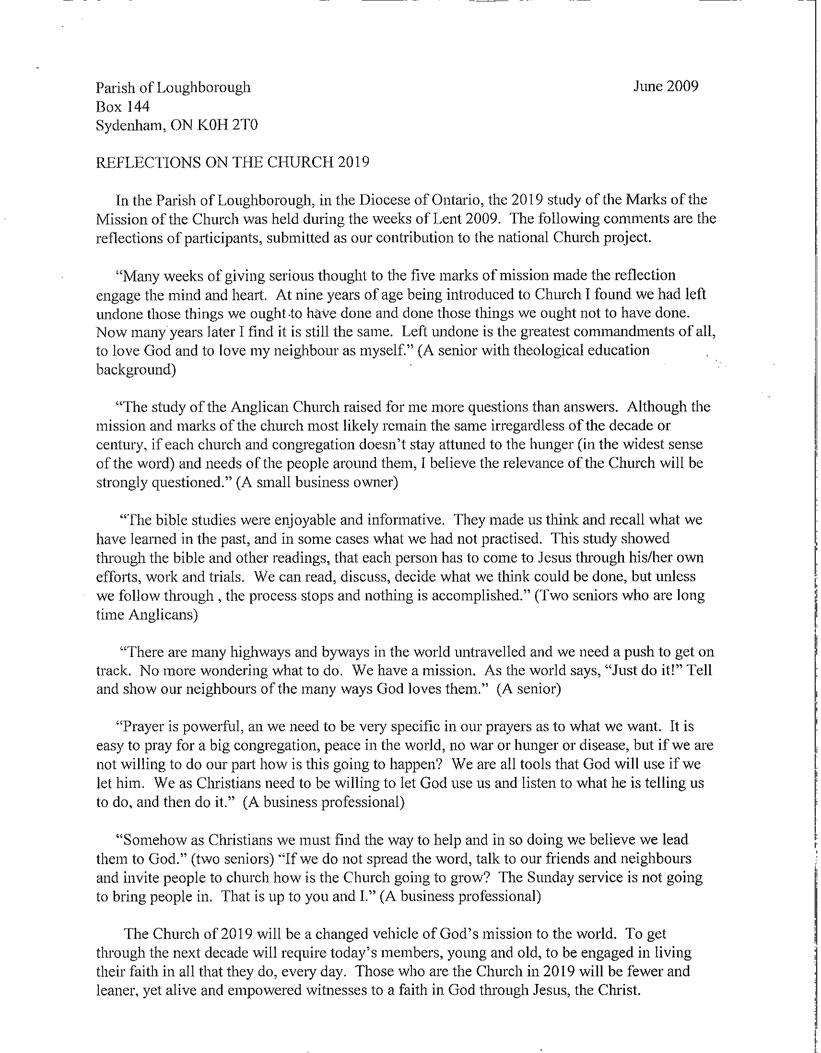 Parish of Loughborough June 2009
Box 144
Sydenham, ON K0H 2T0
REFLECTIONS ON THE CHURCH 2019
In the Parish of Loughborough, in the Diocese of Ontario, the 2019 study of the Marks of the
Mission of the Church was held during the weeks of Lent 2009. The following comments are the
reflections of participants, submitted as our contribution to the national Church project.
“Many weeks of giving serious thought to the five marks of mission made the reflection
engage the mind and heart. At nine years of age being introduced to Church I found we had left
undone those things we ought to have done and done those things we ought not to have done.
Now many years later I find it is still the same. Left undone is the greatest commandments of all,
to love God and to love my neighbour as myself.” (A senior with theological education
background)
“The study of the Anglican Church raised for me more questions than answers. Although the
mission and marks of the church most likely remain the same irregardless of the decade or
century, if each church and congregation doesn’t stay attuned to the hunger (in the widest sense
of the word) and needs of the people around them, I believe the relevance of the Church will be
strongly questioned.” (A small business owner)
“The bible studies were enjoyable and informative. They made us think and recall what we
have learned in the past, and in some cases what we had not practised. This study showed
through the bible and other readings, that each person has to come to Jesus through his/her own
efforts, work and trials. We can read, discuss, decide what we think could be done, but unless
we follow through , the process stops and nothing is accomplished.” (Two seniors who are long
time Anglicans)
“There are many highways and byways in the world untravelled and we need a push to get on
track. No more wondering what to do. We have a mission. As the world says, “Just do it!” Tell
and show our neighbours of the many ways God loves them.” (A senior)
“Prayer is powerful, an we need to be very specific in our prayers as to what we want. It is
easy to pray for a big congregation, peace in the world, no war or hunger or disease, but if we are
not willing to do our part how is this going to happen? We are all tools that God will use if we
let him. We as Christians need to be willing to let God use us and listen to what he is telling us
to do, and then do it.” (A business professional)
“Somehow as Christians we must find the way to help and in so doing we believe we lead
them to God.” (two seniors) “If we do not spread the word, talk to our friends and neighbours
and invite people to church how is the Church going to grow? The Sunday service is not going
to bring people in. That is up to you and I.” (A business professional)
The Church of 2019 will be a changed vehicle of God’s mission to the world. To get
through the next decade will require today’s members, young and old, to be engaged in living
their faith in all that they do, every day. Those who are the Church in 2019 will be fewer and
leaner, yet alive and empowered witnesses to a faith in God through Jesus, the Christ.